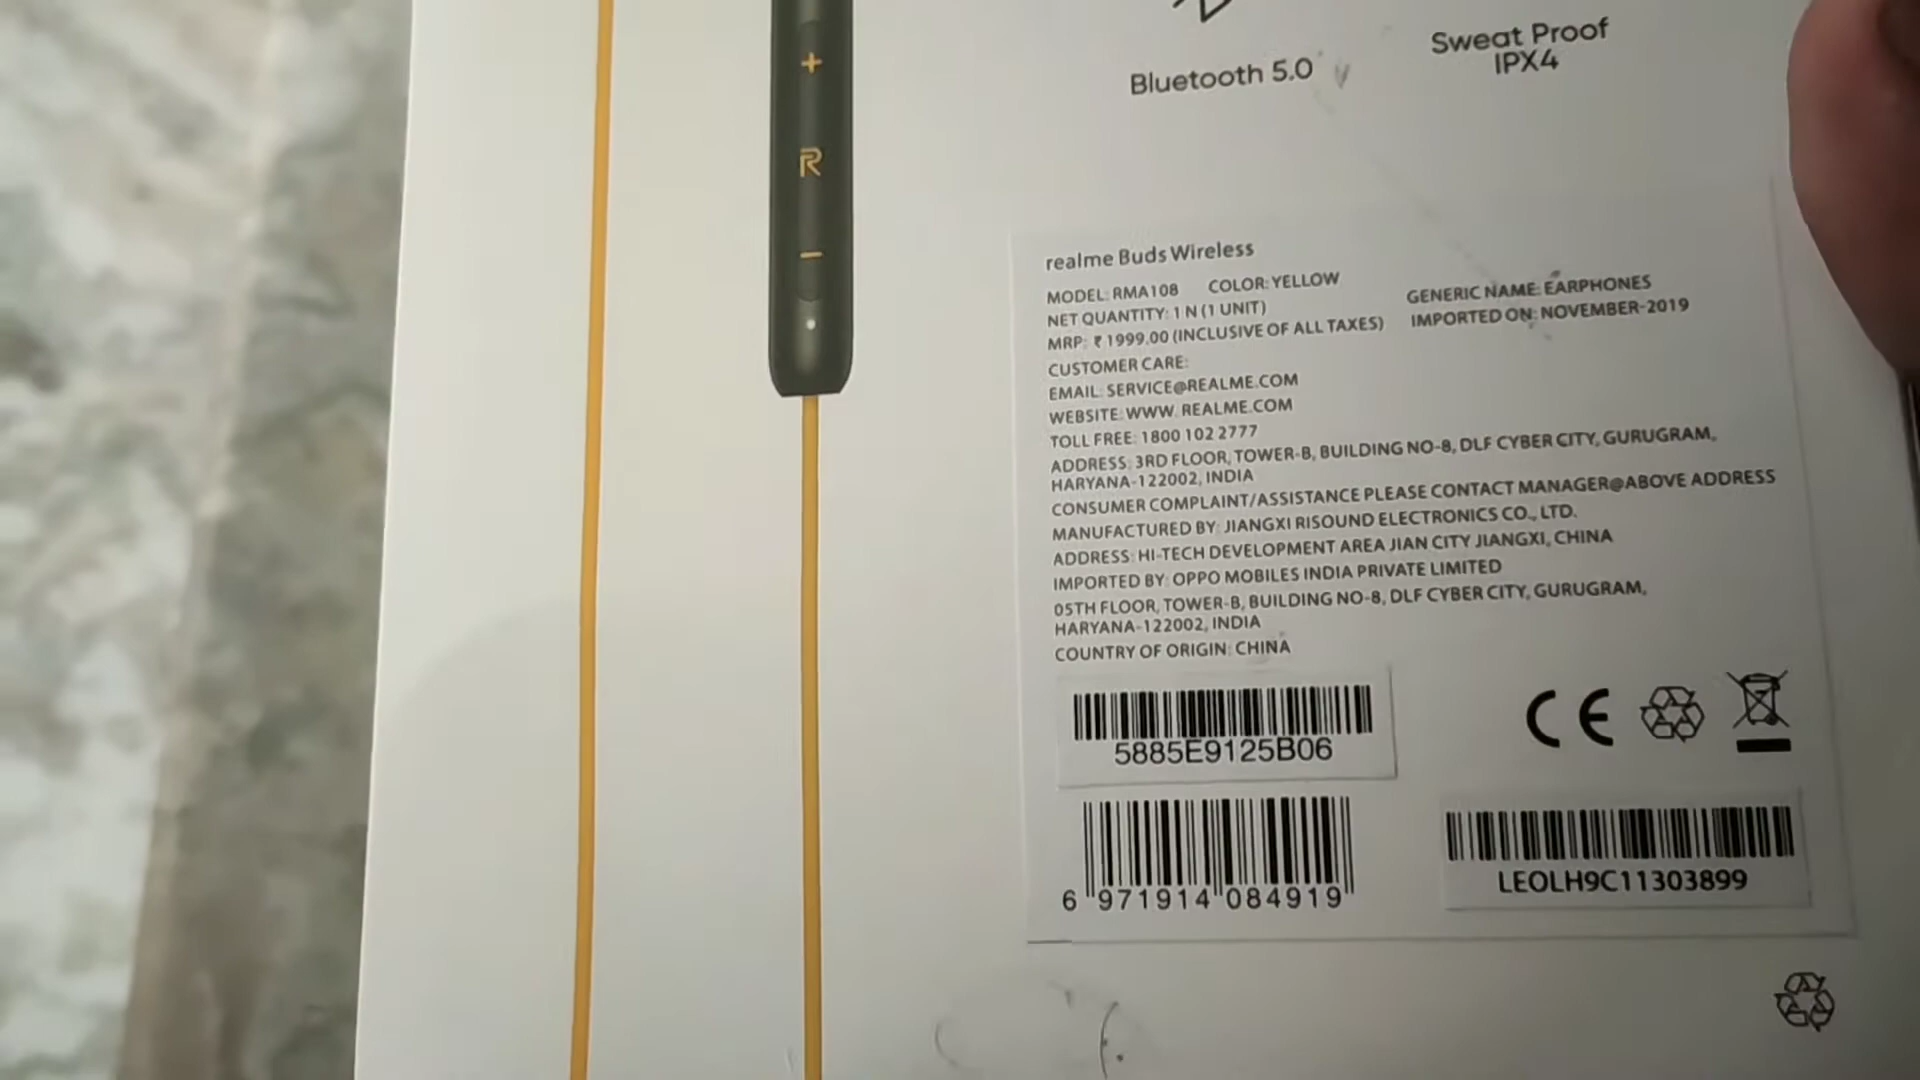 Bluetooth 5.0
Sweat Proof
IPX4
+
R
−
realme Buds Wireless
MODEL: RMA108 COLOR: YELLOW
NET QUANTITY: 1 N (1 UNIT) GENERIC NAME: EARPHONES
MRP: ₹ 1999.00 (INCLUSIVE OF ALL TAXES) IMPORTED ON: NOVEMBER-2019
CUSTOMER CARE:
EMAIL: SERVICE@REALME.COM
WEBSITE: WWW. REALME.COM
TOLL FREE: 1800 102 2777
ADDRESS: 3RD FLOOR, TOWER-B, BUILDING NO-8, DLF CYBER CITY, GURUGRAM,
HARYANA-122002, INDIA
CONSUMER COMPLAINT/ASSISTANCE PLEASE CONTACT MANAGER@ABOVE ADDRESS
MANUFACTURED BY: JIANGXI RISOUND ELECTRONICS CO., LTD.
ADDRESS: HI-TECH DEVELOPMENT AREA JIAN CITY JIANGXI, CHINA
IMPORTED BY: OPPO MOBILES INDIA PRIVATE LIMITED
05TH FLOOR, TOWER-B, BUILDING NO-8, DLF CYBER CITY, GURUGRAM,
HARYANA-122002, INDIA
COUNTRY OF ORIGIN: CHINA
5885E9125B06
CE
6 971914 084919
LEOLH9C11303899